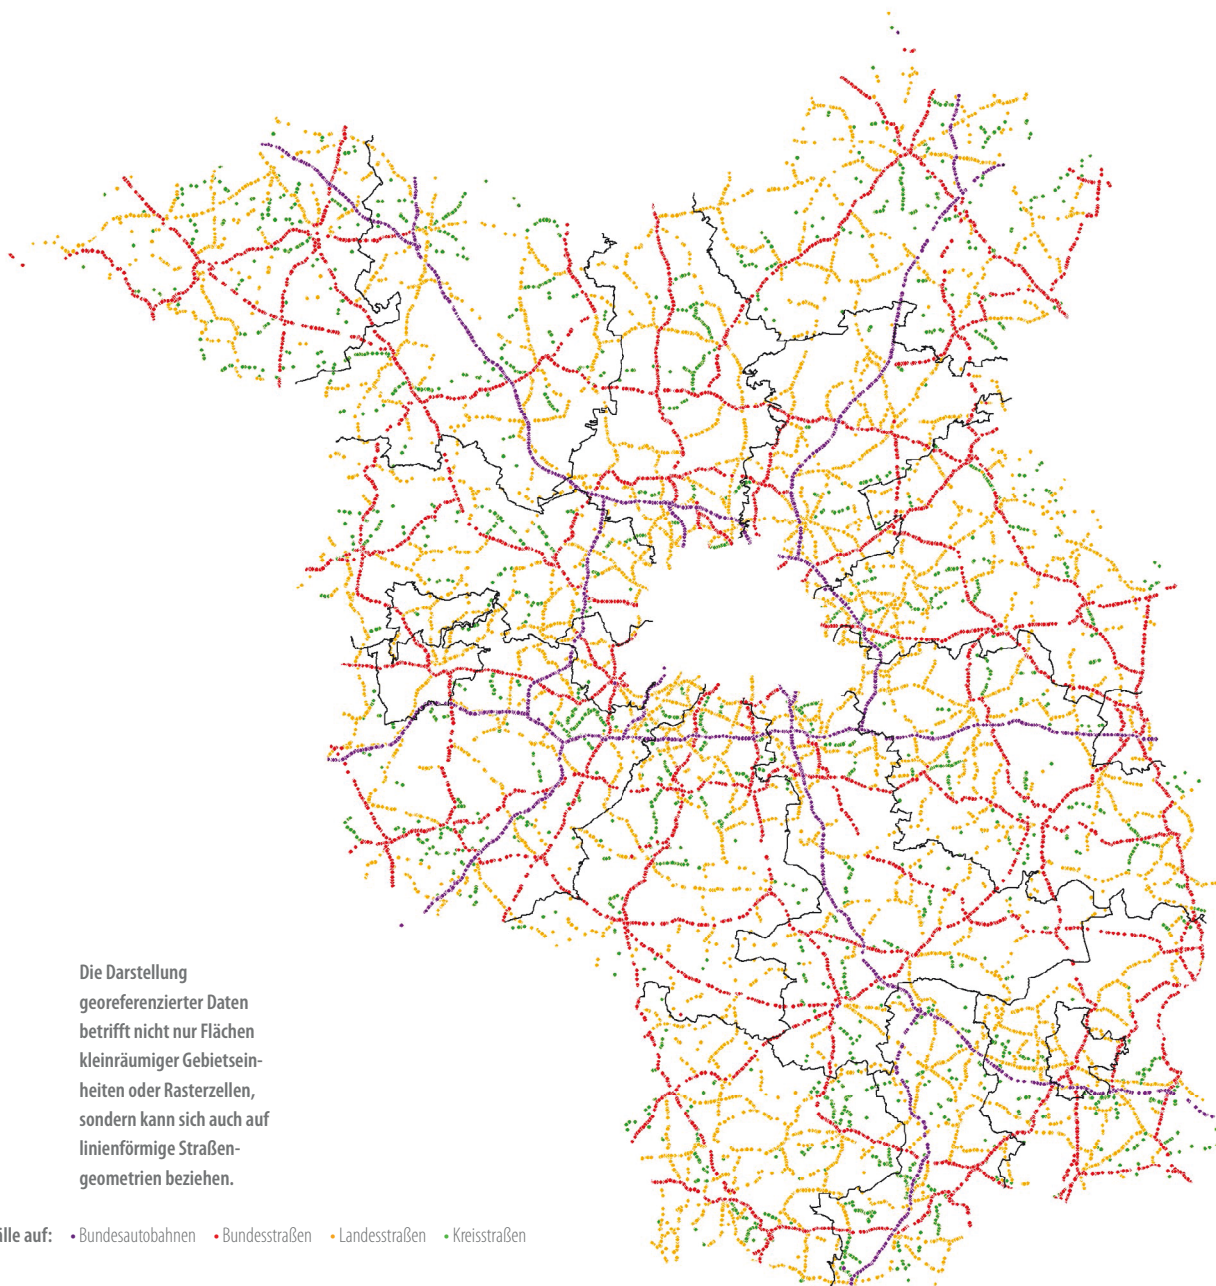 Die Darstellung
georeferenzierter Daten
betrifft nicht nur Flächen
kleinräumiger Gebietsein-
heiten oder Rasterzellen,
sondern kann sich auch auf
linienförmige Straßen-
geometrien beziehen.
auf: • Bundesautobahnen • Bundesstraßen • Landesstraßen • Kreisstraßen